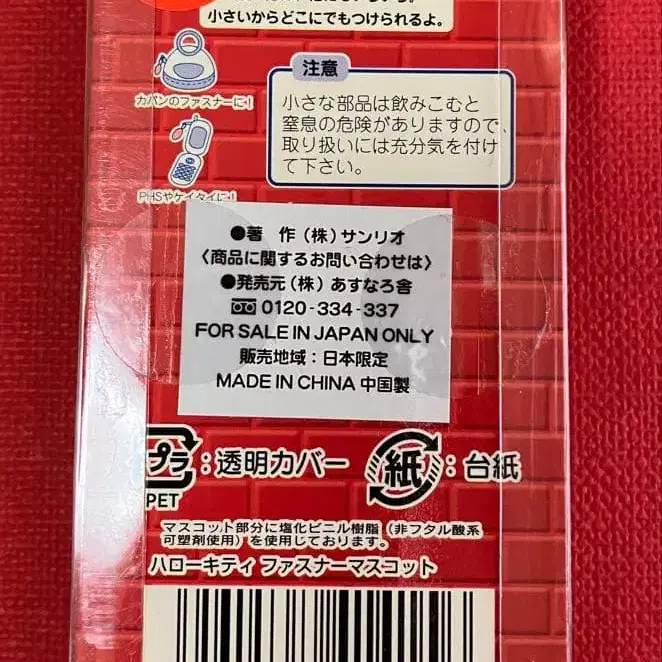 小さいからどこにでもつけられるよ。
カバンのファスナーに!
注意
小さな部品は飲みこむと
窒息の危険がありますので、
取り扱いには充分気を付け
て下さい。
PHSやケイタイに!
●著 作(株)サンリオ
〈商品に関するお問い合わせは〉
●発売元(株)あすなろ舎
0120-334-337
FOR SALE IN JAPAN ONLY
販売地域:日本限定
MADE IN CHINA 中国製
プラ:透明カバー
PET
紙:台紙
マスコット部分に塩化ビニル樹脂(非フタル酸系
可塑剤使用)を使用しております。
ハローキティ ファスナーマスコット